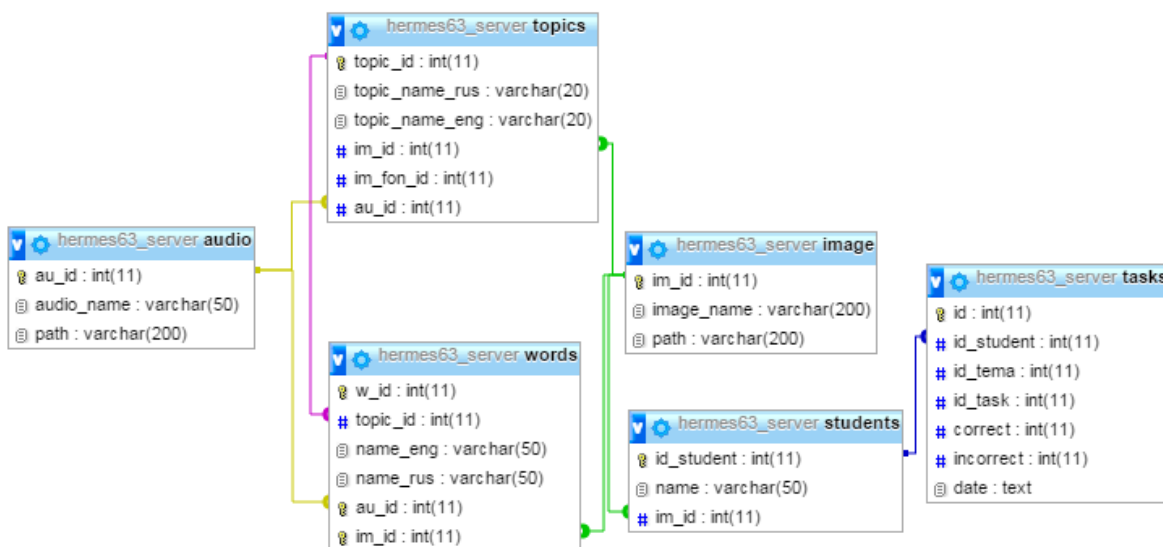 hermes63_server topics
topic_id : int(11)
topic_name_rus : varchar(20)
topic_name_eng : varchar(20)
# im_id : int(11)
# im_fon_id : int(11)
# au_id : int(11)
hermes63_server audio
au_id : int(11)
audio_name : varchar(50)
path : varchar(200)
hermes63_server words
w_id : int(11)
# topic_id : int(11)
name_eng : varchar(50)
name_rus : varchar(50)
au_id : int(11)
im_id : int(11)
hermes63_server image
im_id : int(11)
image_name : varchar(200)
path : varchar(200)
hermes63_server students
id_student : int(11)
name : varchar(50)
# im_id : int(11)
hermes63_server tasks
id : int(11)
# id_student : int(11)
# id_tema : int(11)
# id_task : int(11)
# correct : int(11)
# incorrect : int(11)
date : text